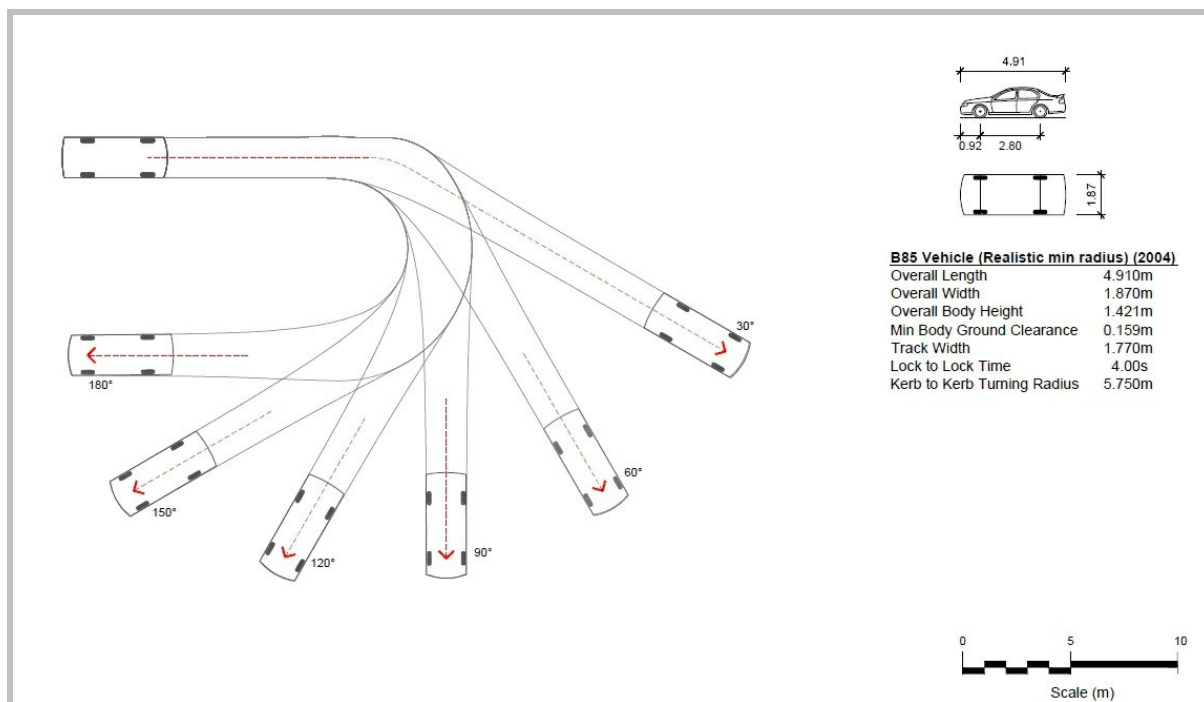 4.91
0.92 2.80
1.87
B85 Vehicle (Realistic min radius) (2004)
Overall Length 4.910m
Overall Width 1.870m
Overall Body Height 1.421m
Min Body Ground Clearance 0.159m
Track Width 1.770m
Lock to Lock Time 4.00s
Kerb to Kerb Turning Radius 5.750m
30°
180°
60°
150°
120°
90°
0 5 10
Scale (m)